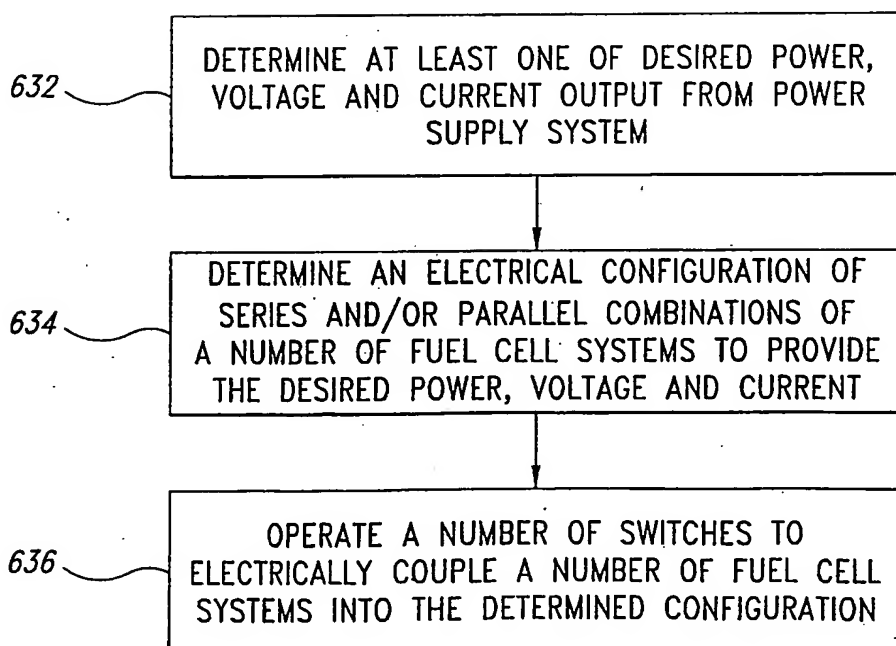 632
DETERMINE AT LEAST ONE OF DESIRED POWER,
VOLTAGE AND CURRENT OUTPUT FROM POWER
SUPPLY SYSTEM
634
DETERMINE AN ELECTRICAL CONFIGURATION OF
SERIES AND/OR PARALLEL COMBINATIONS OF
A NUMBER OF FUEL CELL SYSTEMS TO PROVIDE
THE DESIRED POWER, VOLTAGE AND CURRENT
636
OPERATE A NUMBER OF SWITCHES TO
ELECTRICALLY COUPLE A NUMBER OF FUEL CELL
SYSTEMS INTO THE DETERMINED CONFIGURATION